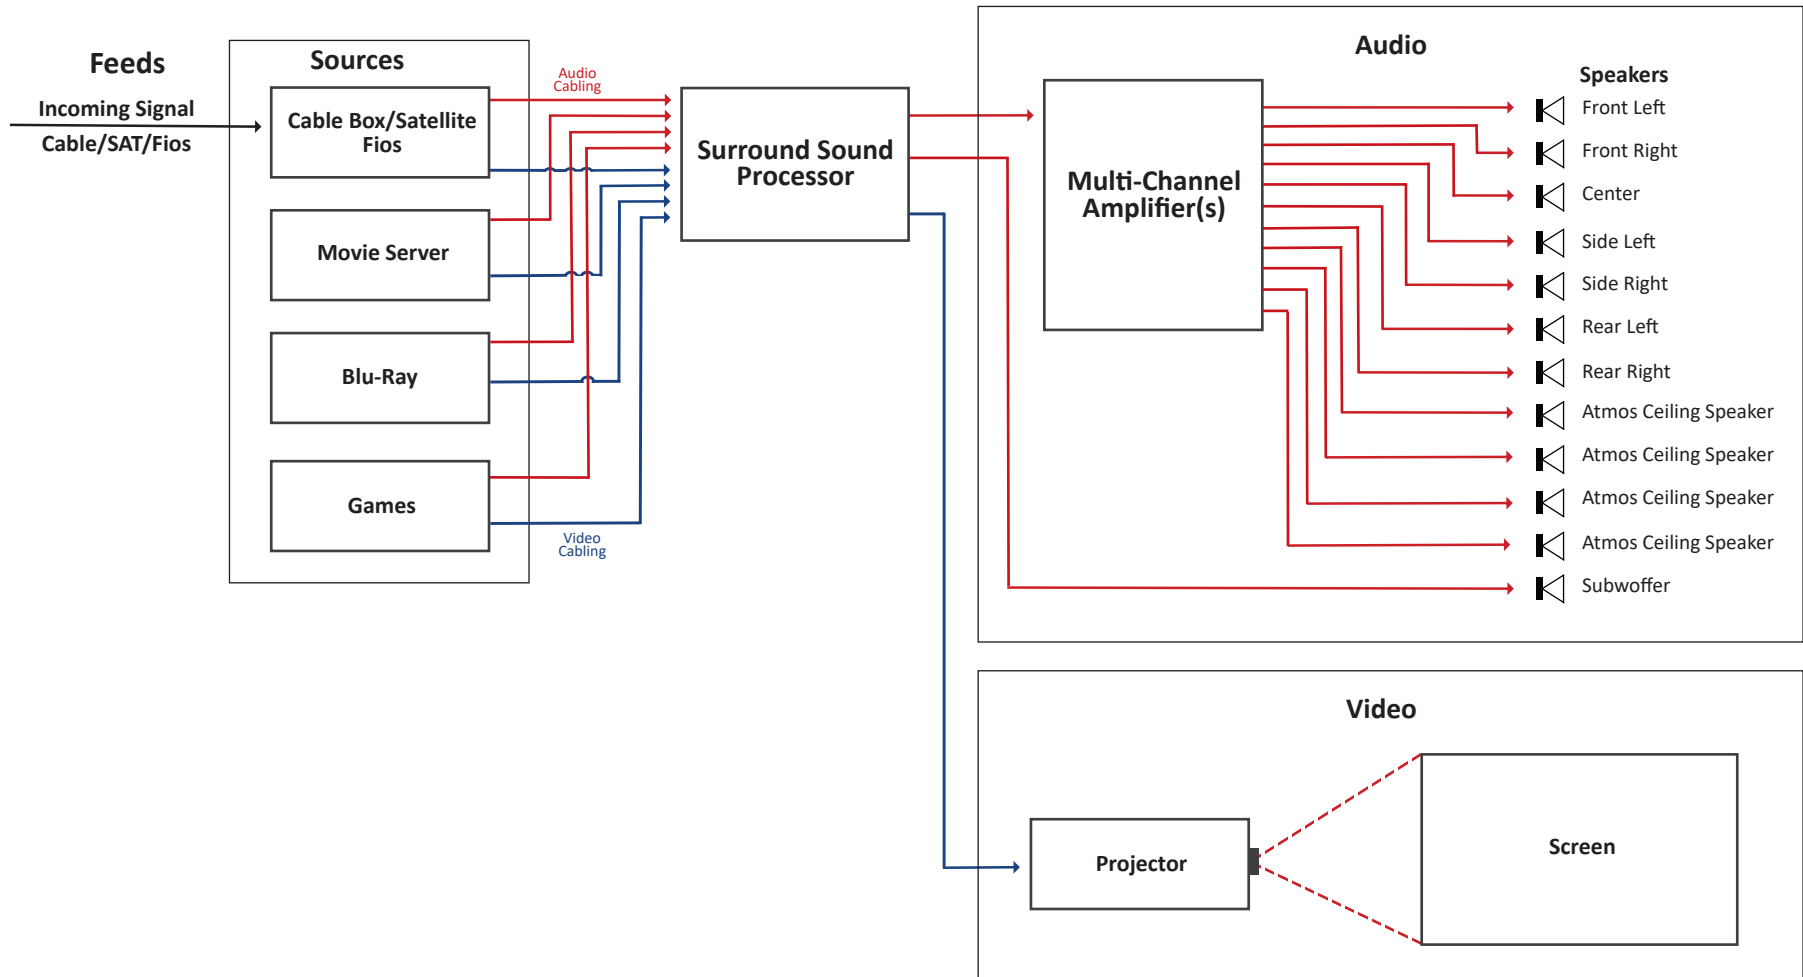 Feeds
Incoming Signal
Cable/SAT/Fios
Sources
Cable Box/Satellite
Fios
Movie Server
Blu-Ray
Games
Audio
Cabling
Video
Cabling
Surround Sound
Processor
Audio
Multi-Channel
Amplifier(s)
Speakers
Front Left
Front Right
Center
Side Left
Side Right
Rear Left
Rear Right
Atmos Ceiling Speaker
Atmos Ceiling Speaker
Atmos Ceiling Speaker
Atmos Ceiling Speaker
Subwoffer
Video
Projector
Screen